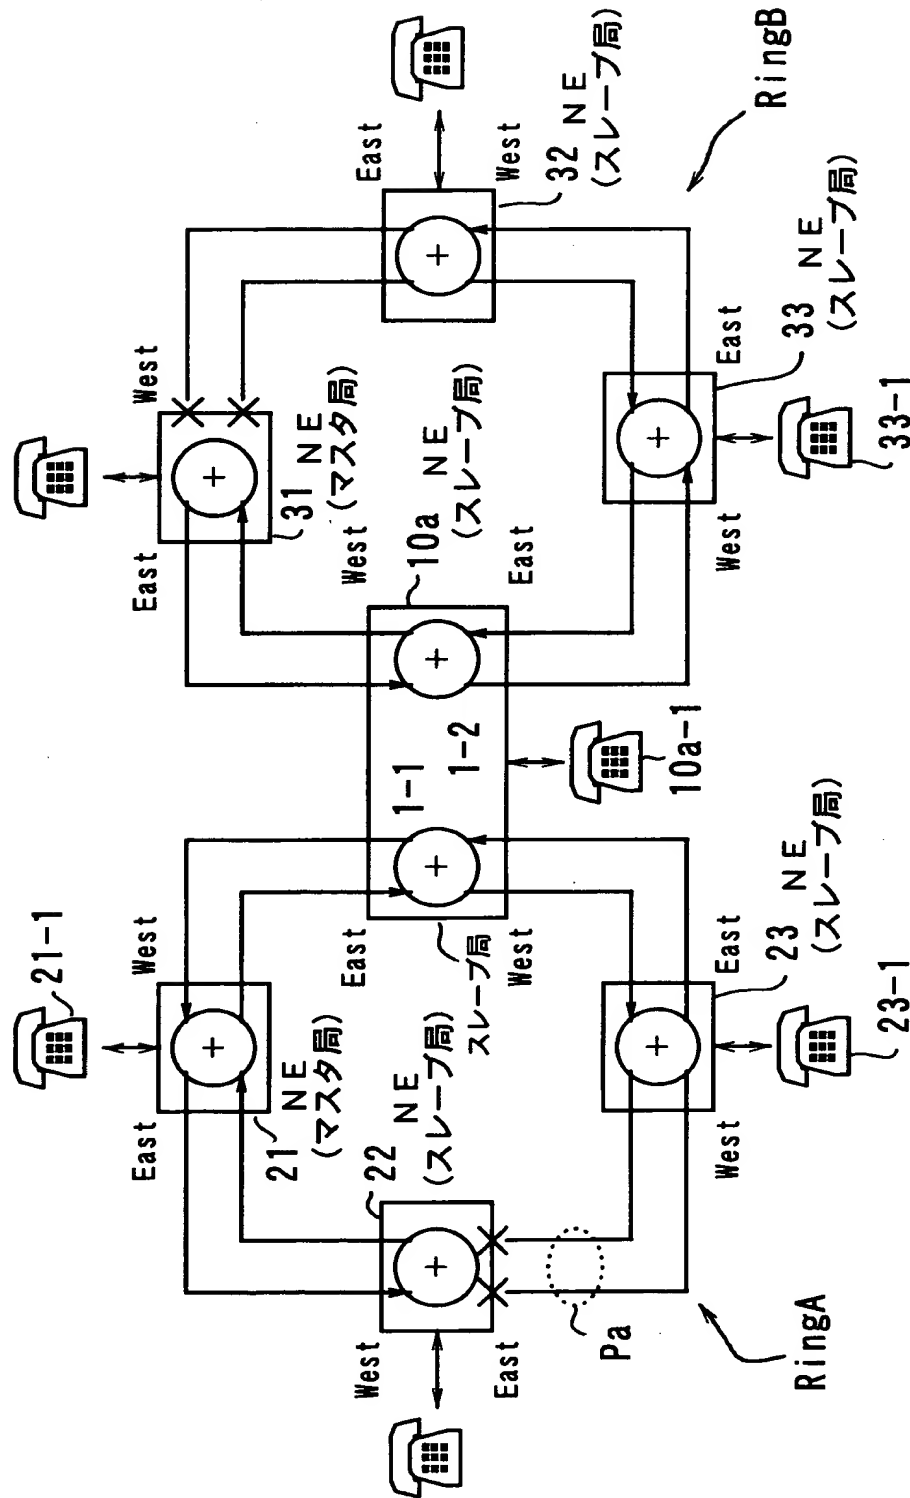 21-1
East
West
East
West
21 NE
(マスタ局)
31 NE
(マスタ局)
West
22 NE
(スレーブ局)
East
West
10a NE
(スレーブ局)
East
1-1
1-2
スレーブ局
East
West
East
West
32 NE
(スレーブ局)
Pa
10a-1
West
East
West
East
23 NE
(スレーブ局)
33 NE
(スレーブ局)
RingA
RingB
23-1
33-1